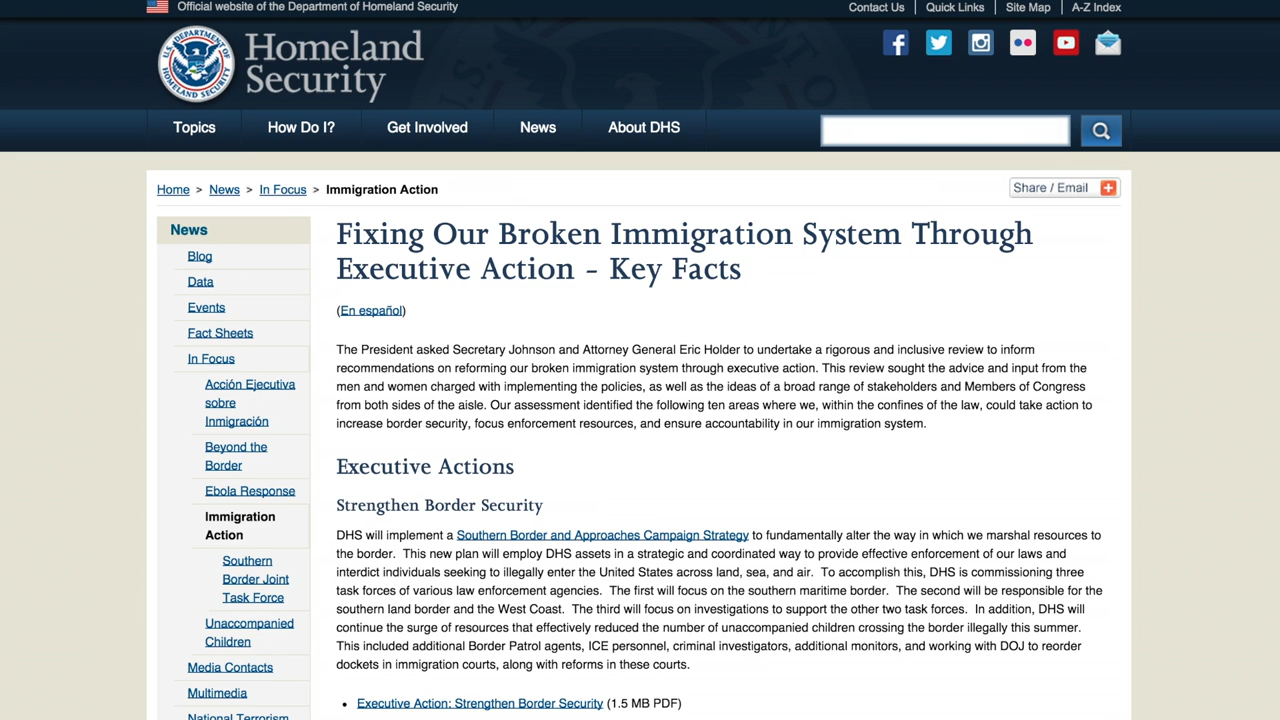 Official website of the Department of Homeland Security
Contact Us
Quick Links
Site Map
A-Z Index
U.S. DEPARTMENT OF HOMELAND SECURITY
Homeland
Security
Topics
How Do I?
Get Involved
News
About DHS
Home > News > In Focus > Immigration Action
Share / Email
News
Blog
Data
Events
Fact Sheets
In Focus
Acción Ejecutiva
sobre
Inmigración
Beyond the
Border
Ebola Response
Immigration
Action
Southern
Border Joint
Task Force
Unaccompanied
Children
Media Contacts
Multimedia
National Terrorism
Fixing Our Broken Immigration System Through
Executive Action - Key Facts
(En español)
The President asked Secretary Johnson and Attorney General Eric Holder to undertake a rigorous and inclusive review to inform
recommendations on reforming our broken immigration system through executive action. This review sought the advice and input from the
men and women charged with implementing the policies, as well as the ideas of a broad range of stakeholders and Members of Congress
from both sides of the aisle. Our assessment identified the following ten areas where we, within the confines of the law, could take action to
increase border security, focus enforcement resources, and ensure accountability in our immigration system.
Executive Actions
Strengthen Border Security
DHS will implement a Southern Border and Approaches Campaign Strategy to fundamentally alter the way in which we marshal resources to
the border. This new plan will employ DHS assets in a strategic and coordinated way to provide effective enforcement of our laws and
interdict individuals seeking to illegally enter the United States across land, sea, and air. To accomplish this, DHS is commissioning three
task forces of various law enforcement agencies. The first will focus on the southern maritime border. The second will be responsible for the
southern land border and the West Coast. The third will focus on investigations to support the other two task forces. In addition, DHS will
continue the surge of resources that effectively reduced the number of unaccompanied children crossing the border illegally this summer.
This included additional Border Patrol agents, ICE personnel, criminal investigators, additional monitors, and working with DOJ to reorder
dockets in immigration courts, along with reforms in these courts.
• Executive Action: Strengthen Border Security (1.5 MB PDF)